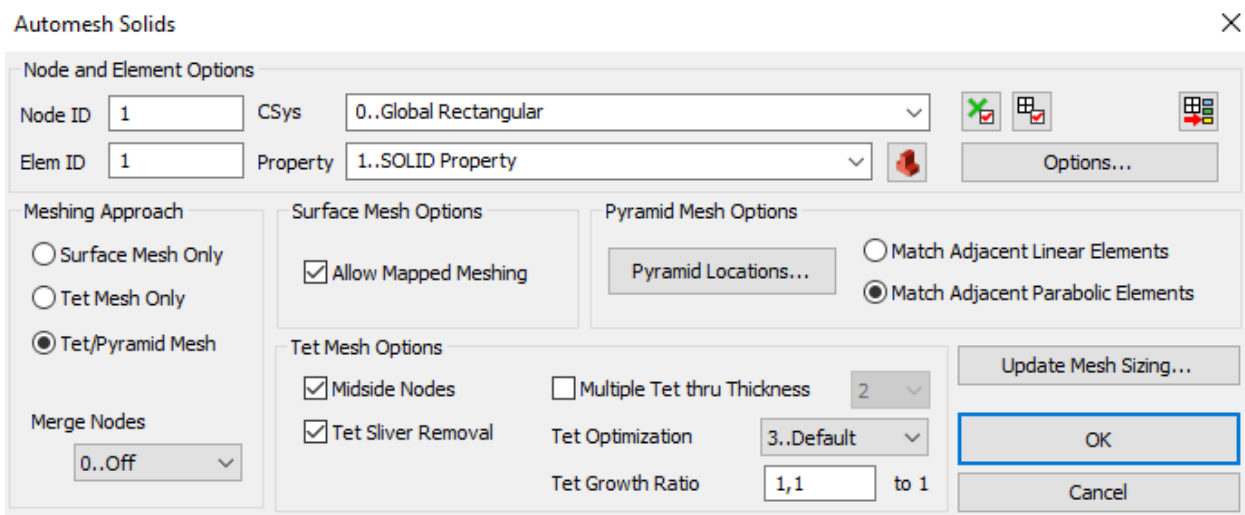 Automesh Solids
Node and Element Options
Node ID 1 CSys 0..Global Rectangular
Elem ID 1 Property 1..SOLID Property Options...
Meshing Approach
Surface Mesh Only
Tet Mesh Only
Tet/Pyramid Mesh
Merge Nodes
0..Off
Surface Mesh Options
Allow Mapped Meshing
Pyramid Mesh Options
Pyramid Locations...
Match Adjacent Linear Elements
Match Adjacent Parabolic Elements
Tet Mesh Options
Midside Nodes Multiple Tet thru Thickness 2
Tet Sliver Removal Tet Optimization 3..Default
Tet Growth Ratio 1,1 to 1
Update Mesh Sizing...
OK
Cancel